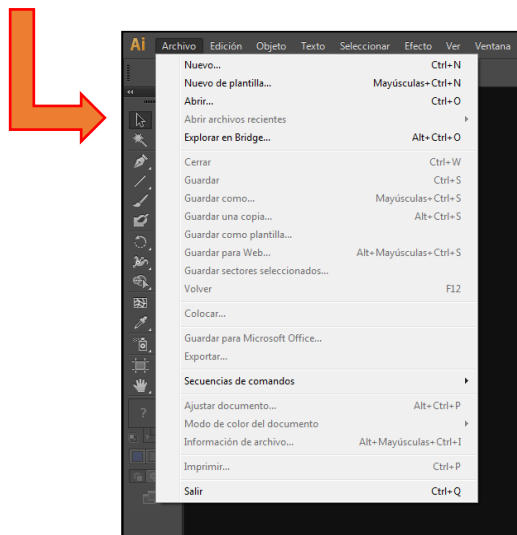 Ai Archivo Edición Objeto Texto Seleccionar Efecto Ver Ventana
Nuevo... Ctrl+N
Nuevo de plantilla... Mayúsculas+Ctrl+N
Abrir... Ctrl+O
Abrir archivos recientes
Explorar en Bridge... Alt+Ctrl+O
Cerrar Ctrl+W
Guardar Ctrl+S
Guardar como... Mayúsculas+Ctrl+S
Guardar una copia... Alt+Ctrl+S
Guardar como plantilla...
Guardar para Web... Alt+Mayúsculas+Ctrl+S
Guardar sectores seleccionados...
Volver F12
Colocar...
Guardar para Microsoft Office...
Exportar...
Secuencias de comandos
Ajustar documento... Alt+Ctrl+P
Modo de color del documento
Información de archivo... Alt+Mayúsculas+Ctrl+I
Imprimir... Ctrl+P
Salir Ctrl+Q
?